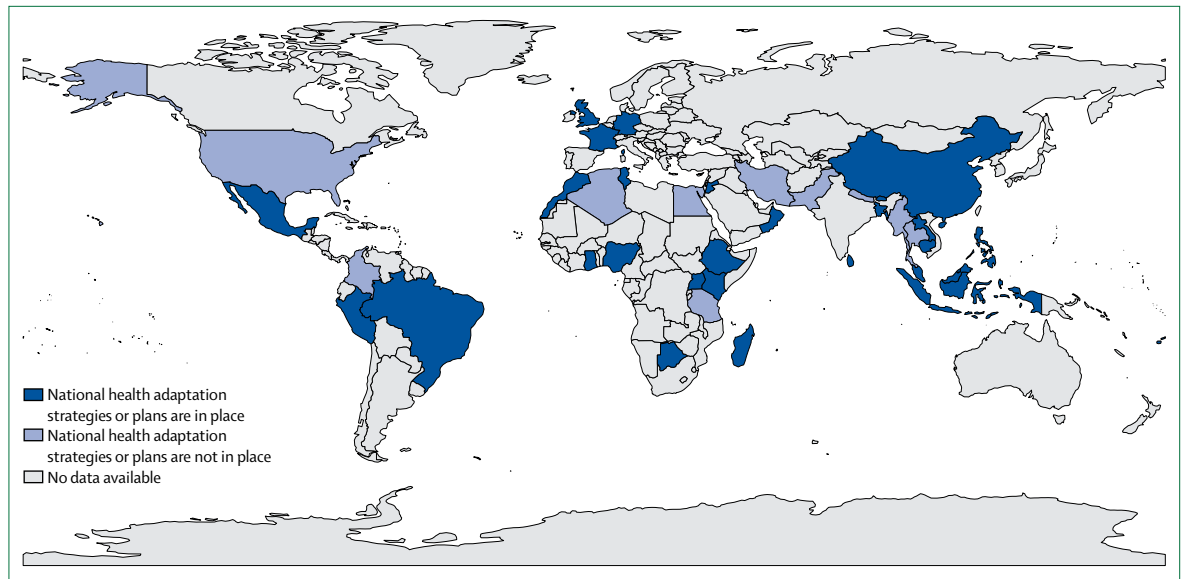 National health adaptation
strategies or plans are in place
National health adaptation
strategies or plans are not in place
No data available